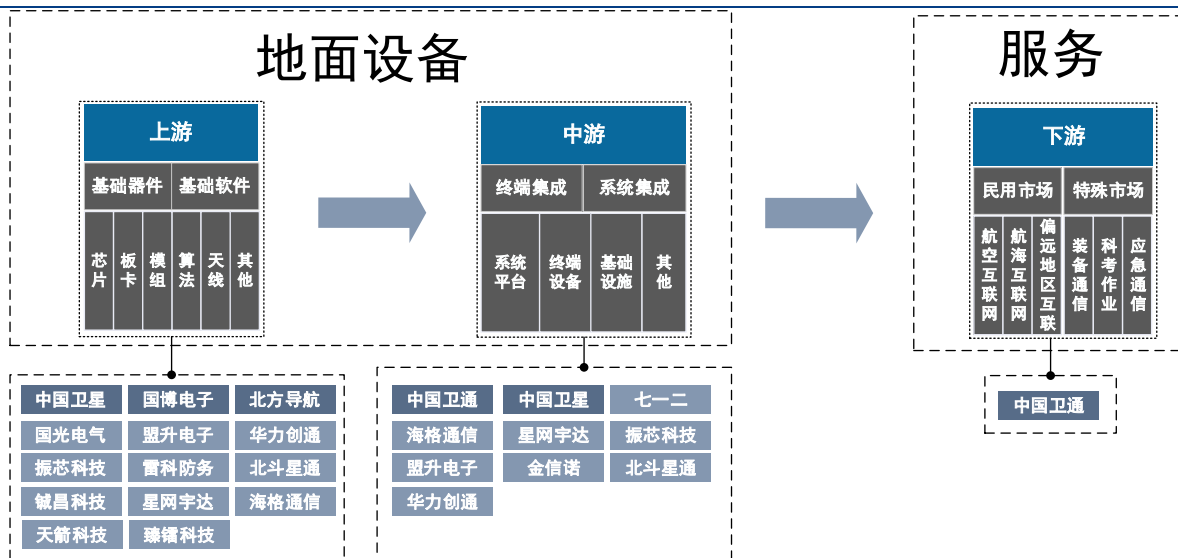 地面设备
服务
上游
基础器件
基础软件
芯片
板卡
模组
算法
天线
其他
中游
终端集成
系统集成
系统
平台
终端
设备
基础
设施
其
他
下游
民用市场
特殊市场
航空互联网
航海互联网
偏远地区互联
装备通信
科考作业
应急通信
中国卫星
国博电子
北方导航
国光电气
盟升电子
华力创通
振芯科技
雷科防务
北斗星通
铖昌科技
星网宇达
海格通信
天箭科技
臻镭科技
中国卫通
中国卫星
七一二
海格通信
星网宇达
振芯科技
盟升电子
金信诺
北斗星通
华力创通
中国卫通